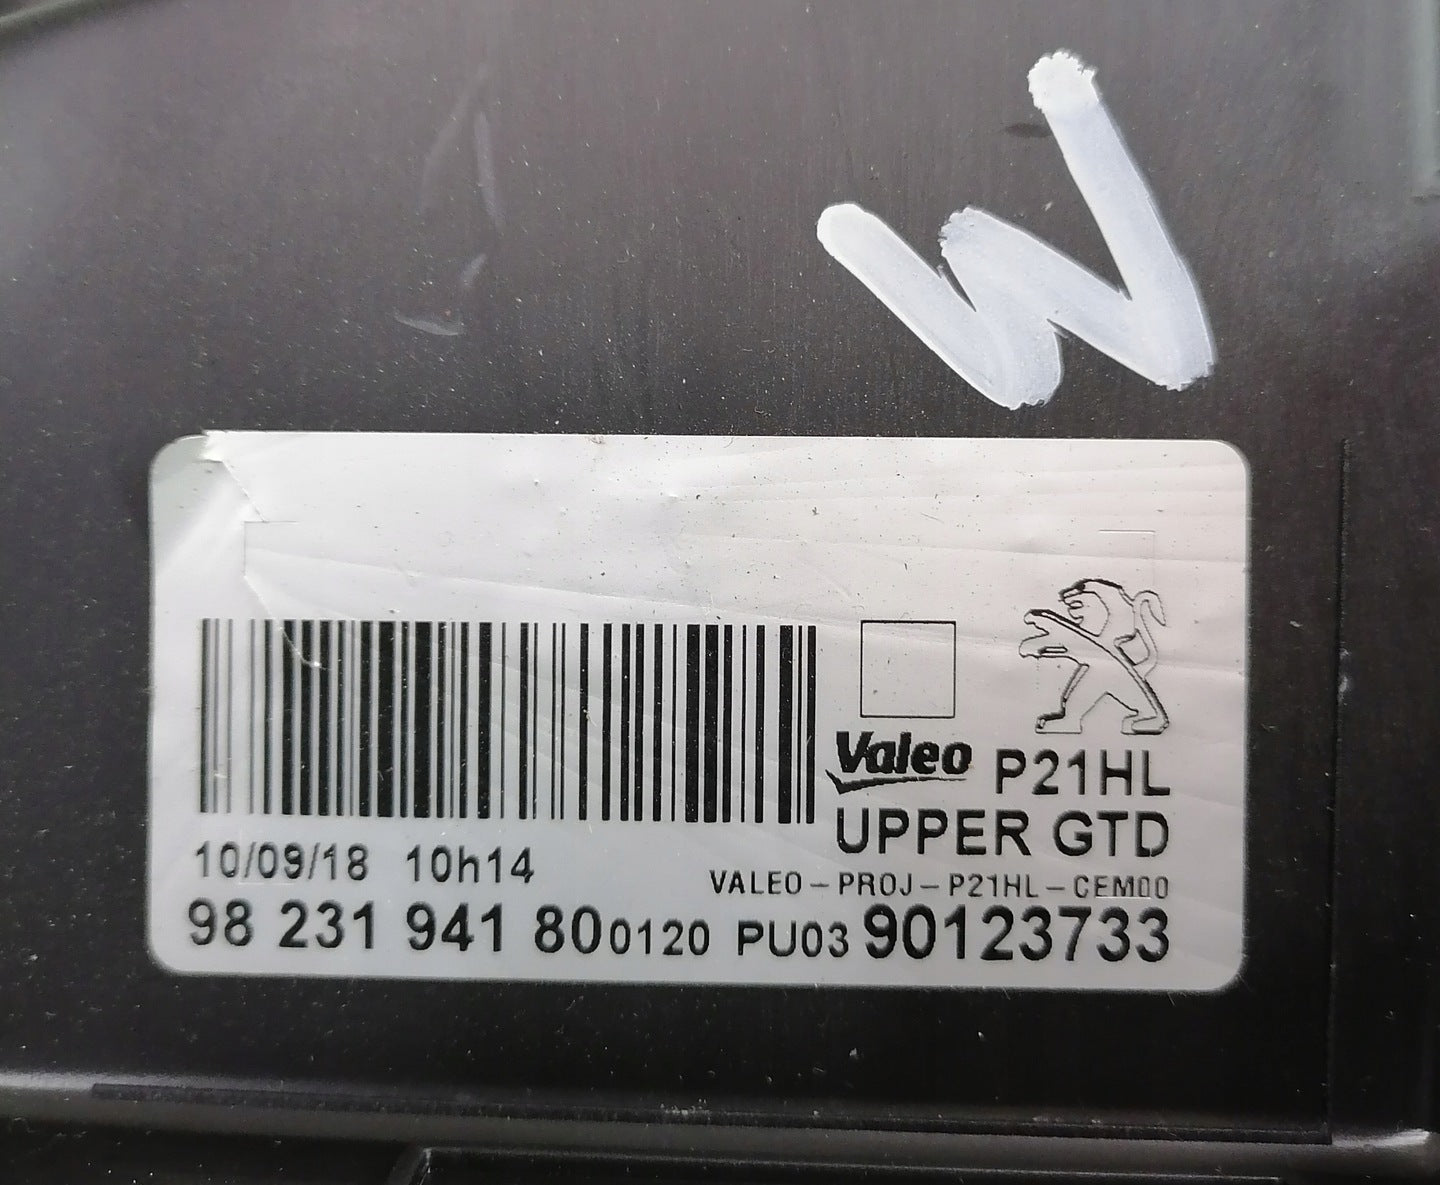 W
Valeo P21HL
UPPER GTD
10/09/18 10h14
VALEO-PROJ-P21HL-CEM00
98 231 941 80 0120 PU03 90123733